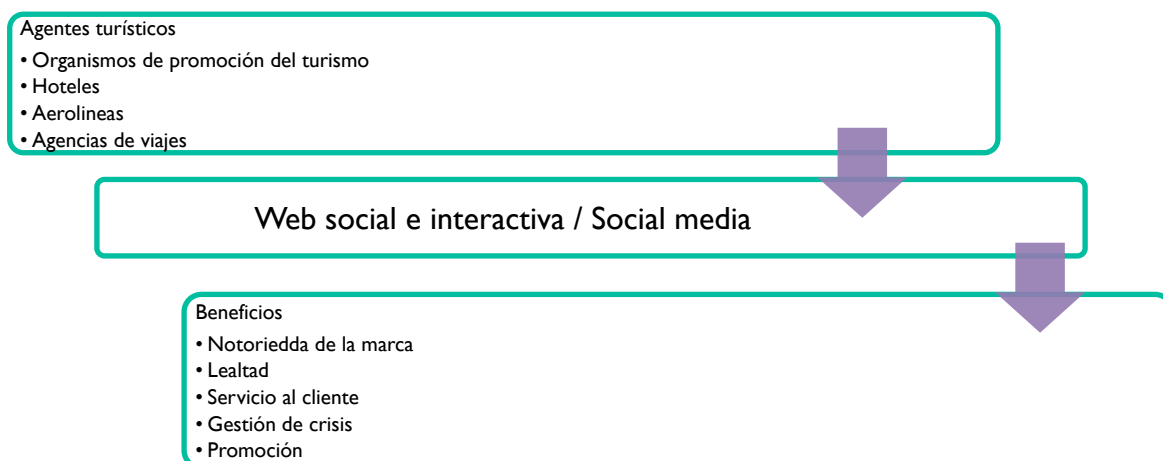 Agentes turísticos
• Organismos de promoción del turismo
• Hoteles
• Aerolineas
• Agencias de viajes
Web social e interactiva / Social media
Beneficios
• Notoriedda de la marca
• Lealtad
• Servicio al cliente
• Gestión de crisis
• Promoción